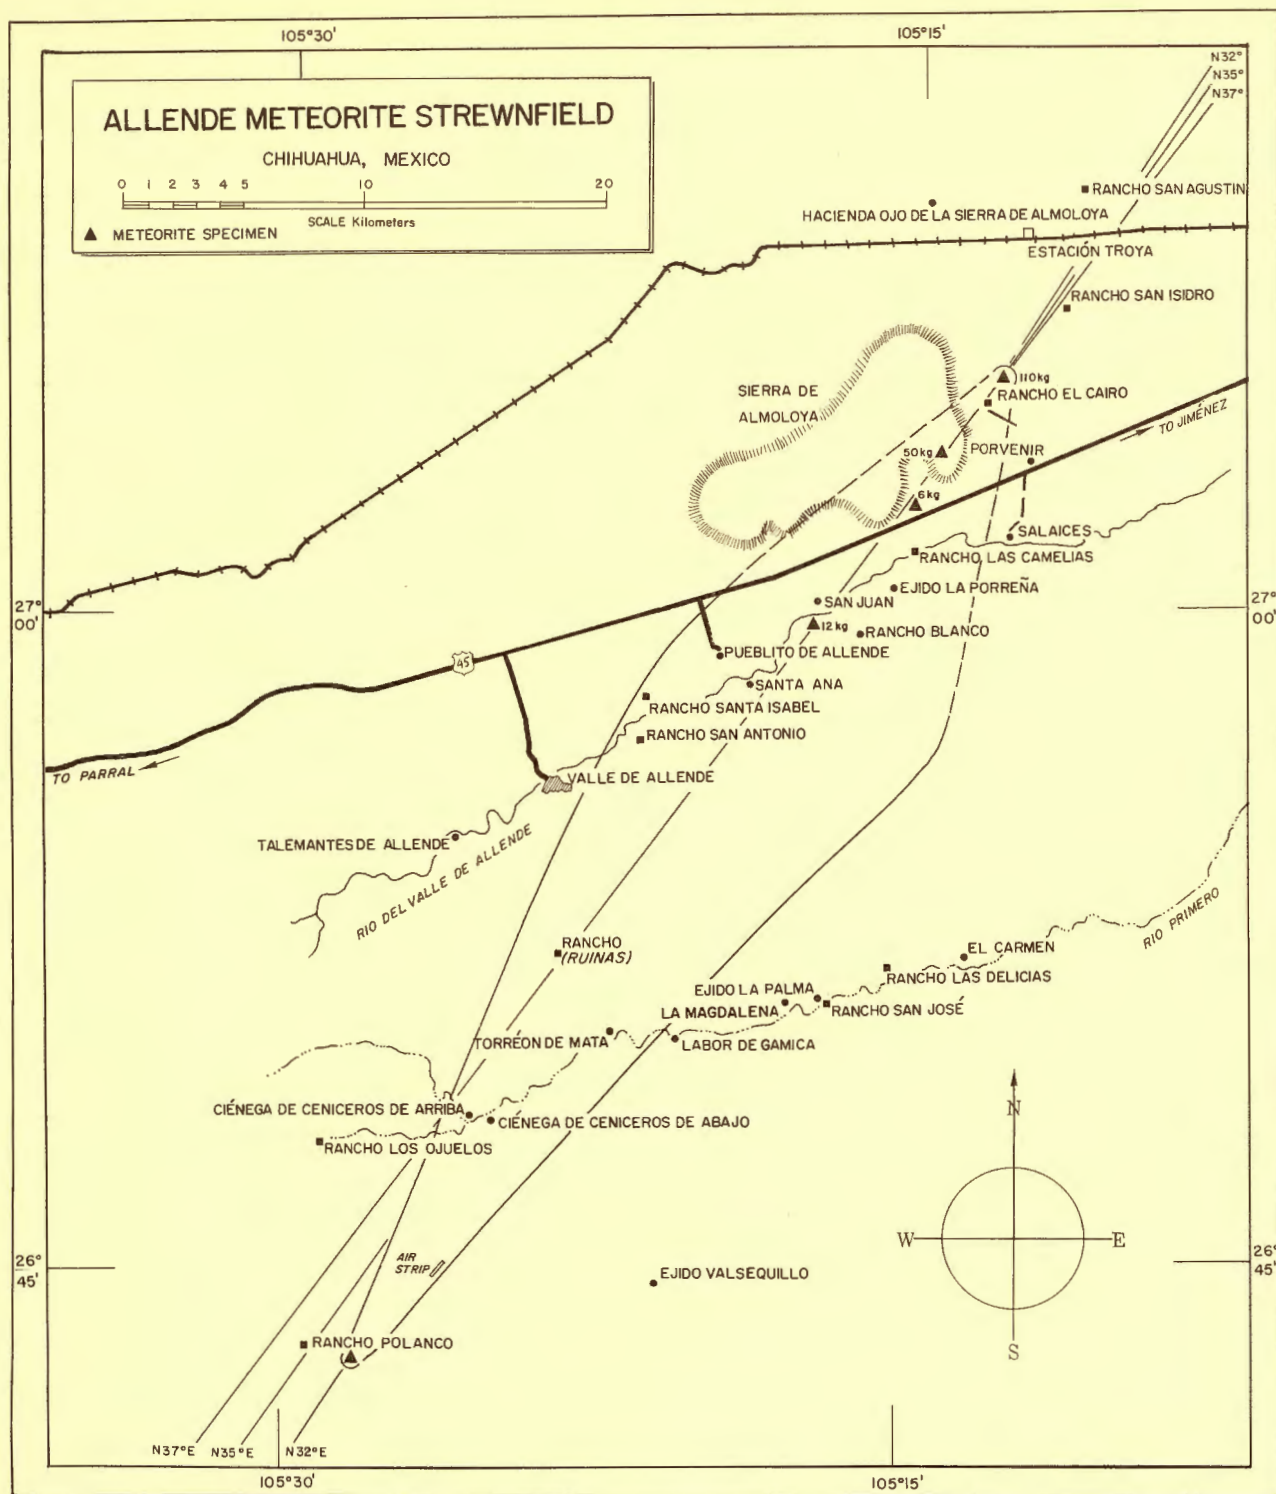 105°30'
105°15'
N32°
N35°
N37°
ALLENDE METEORITE STREWNFIELD
CHIHUAHUA, MEXICO
0 1 2 3 4 5 10 20
SCALE Kilometers
▲ METEORITE SPECIMEN
RANCHO SAN AGUSTIN
HACIENDA OJO DE LA SIERRA DE ALMOLOYA
ESTACIÓN TROYA
RANCHO SAN ISIDRO
110kg
SIERRA DE
ALMOLOYA
RANCHO EL CAIRO
TO JIMÉNEZ
50kg
PORVENIR
6kg
SALAICES
RANCHO LAS CAMELIAS
EJIDO LA PORREÑA
27°
00'
27°
00'
SAN JUAN
12kg
RANCHO BLANCO
PUEBLITO DE ALLENDE
45
SANTA ANA
RANCHO SANTA ISABEL
RANCHO SAN ANTONIO
TO PARRAL
VALLE DE ALLENDE
TALEMANTES DE ALLENDE
RIO DEL VALLE DE ALLENDE
RIO PRIMERO
RANCHO
(RUINAS)
EL CARMEN
RANCHO LAS DELICIAS
EJIDO LA PALMA
LA MAGDALENA
RANCHO SAN JOSÉ
TORRÉON DE MATA
LABOR DE GAMICA
CIÉNEGA DE CENICEROS DE ARRIBA
CIÉNEGA DE CENICEROS DE ABAJO
RANCHO LOS OJUELOS
N
W
E
S
26°
45'
26°
45'
AIR
STRIP
EJIDO VALSEQUILLO
RANCHO POLANCO
N37°E
N35°E
N32°E
105°30'
105°15'